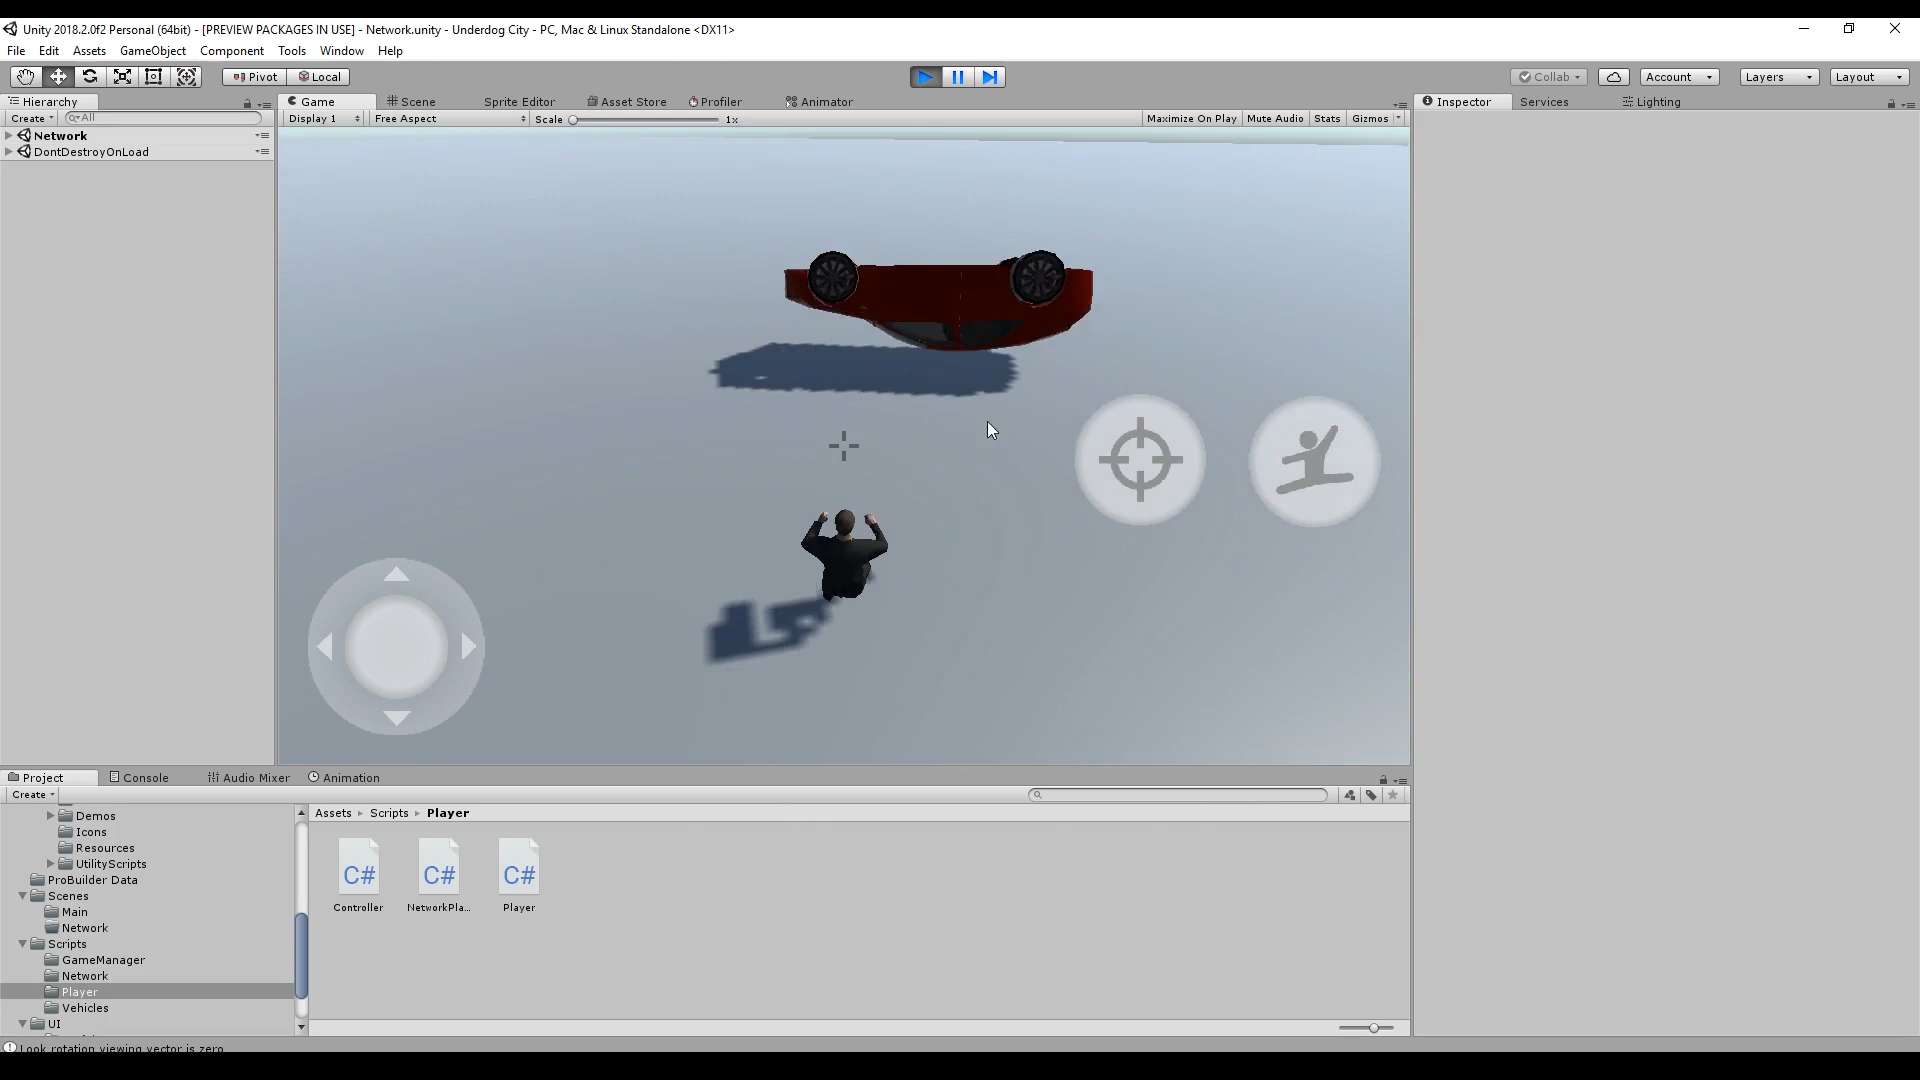 Unity 2018.2.0f2 Personal (64bit) - [PREVIEW PACKAGES IN USE] - Network.unity - Underdog City - PC, Mac & Linux Standalone <DX11>
File Edit Assets GameObject Component Tools Window Help
Pivot Local Collab Account Layers Layout
Hierarchy Game Scene Sprite Editor Asset Store Profiler Animator Inspector Services Lighting
Create All Display 1 Free Aspect Scale 1x Maximize On Play Mute Audio Stats Gizmos
Network
DontDestroyOnLoad
Project Console Audio Mixer Animation
Create
Assets Scripts Player
Demos
Icons
Resources
UtilityScripts
ProBuilder Data
Scenes
Main
Network
Scripts
GameManager
Network
Player
Vehicles
UI
C# C# C#
Controller NetworkPla... Player
Look rotation viewing vector is zero